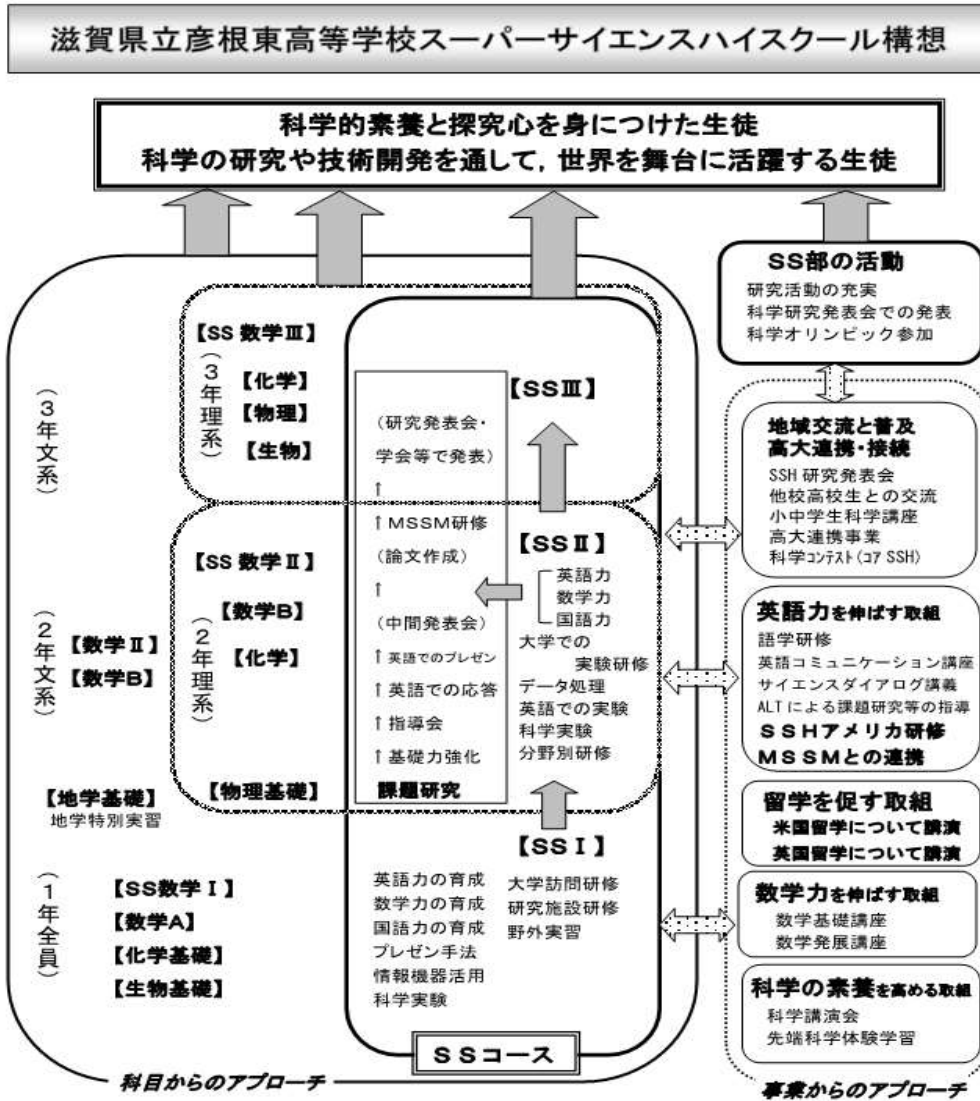 滋賀県立彦根東高等学校スーパーサイエンスハイスクール構想
科学的素養と探究心を身につけた生徒
科学の研究や技術開発を通して，世界を舞台に活躍する生徒
（３年文系）
（２年文系）
【数学Ⅱ】
【数学B】
【地学基礎】
地学特別実習
（１年全員）
【SS数学Ⅰ】
【数学A】
【化学基礎】
【生物基礎】
【SS 数学Ⅲ】
（３年理系）
【化学】
【物理】
【生物】
【SS 数学Ⅱ】
（２年理系）
【数学B】
【化学】
【物理基礎】
（研究発表会・
学会等で発表）
↑
↑MSSM研修
（論文作成）
↑
（中間発表会）
↑英語でのプレゼン
↑英語での応答
↑指導会
↑基礎力強化
課題研究
【SSⅢ】
【SSⅡ】
英語力
数学力
国語力
大学での
実験研修
データ処理
英語での実験
科学実験
分野別研修
【SSⅠ】
英語力の育成
数学力の育成
国語力の育成
プレゼン手法
情報機器活用
科学実験
大学訪問研修
研究施設研修
野外実習
ＳＳコース
科目からのアプローチ
ＳＳ部の活動
研究活動の充実
科学研究発表会での発表
科学オリンピック参加
地域交流と普及
高大連携・接続
SSH 研究発表会
他校高校生との交流
小中学生科学講座
高大連携事業
科学コンテスト（コア SSH）
英語力を伸ばす取組
語学研修
英語コミュニケーション講座
サイエンスダイアログ講義
ALT による課題研究等の指導
ＳＳＨアメリカ研修
ＭＳＳＭとの連携
留学を促す取組
米国留学について講演
英国留学について講演
数学力を伸ばす取組
数学基礎講座
数学発展講座
科学の素養を高める取組
科学講演会
先端科学体験学習
事業からのアプローチ